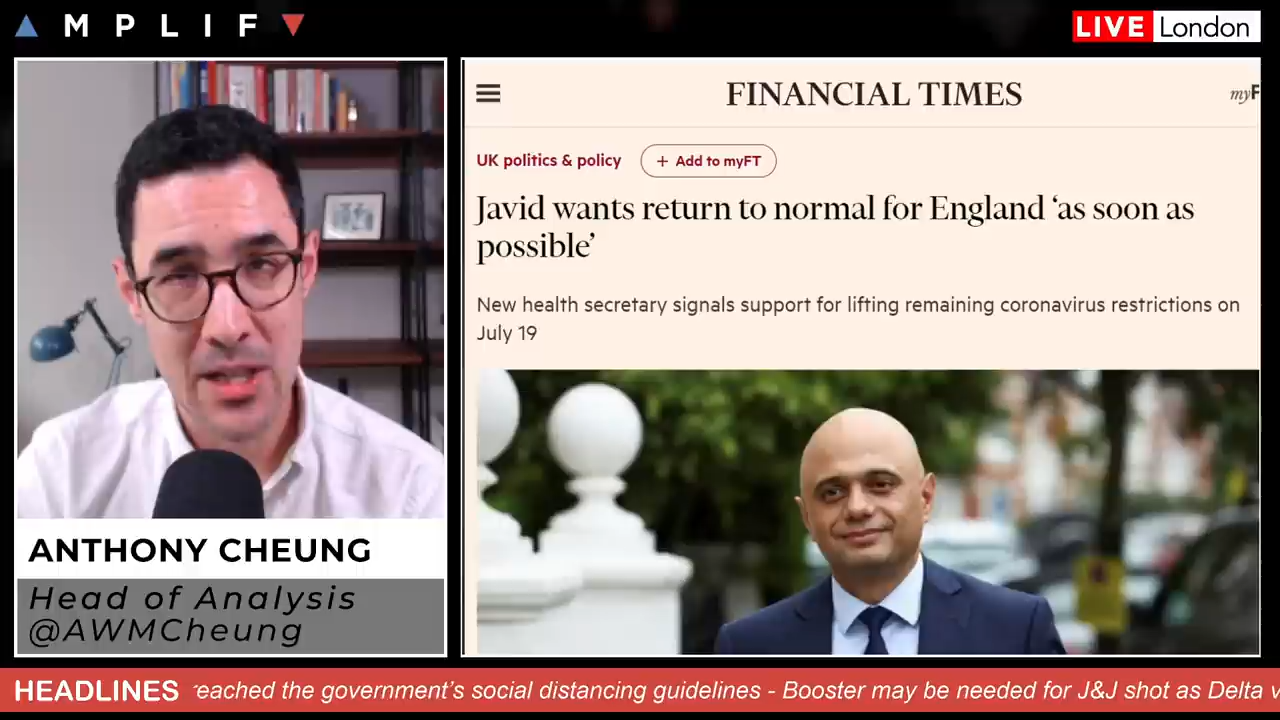 AMPLIFY
LIVE London
FINANCIAL TIMES
myF
UK politics & policy
+ Add to myFT
Javid wants return to normal for England ‘as soon as
possible’
New health secretary signals support for lifting remaining coronavirus restrictions on
July 19
ANTHONY CHEUNG
Head of Analysis
@AWMCheung
HEADLINES eached the government’s social distancing guidelines - Booster may be needed for J&J shot as Delta v